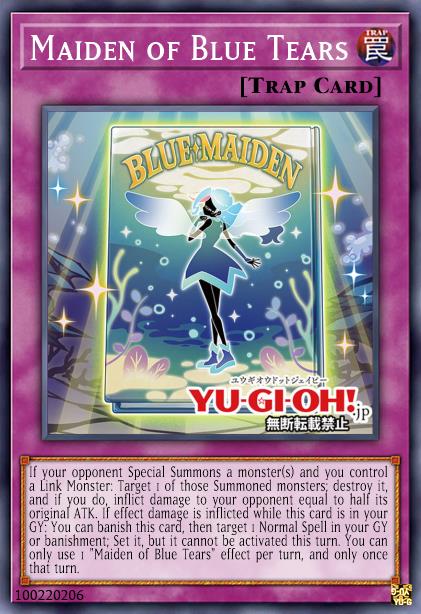 Maiden of Blue Tears
TRAP
罠
[Trap Card]
BLUE MAIDEN
ユウギオウドットジェイピー
YU-GI-OH!.jp
無断転載禁止
If your opponent Special Summons a monster(s) and you control
a Link Monster: Target 1 of those Summoned monsters; destroy it,
and if you do, inflict damage to your opponent equal to half its
original ATK. If effect damage is inflicted while this card is in your
GY: You can banish this card, then target 1 Normal Spell in your GY
or banishment; Set it, but it cannot be activated this turn. You can
only use 1 "Maiden of Blue Tears" effect per turn, and only once
that turn.
100220206